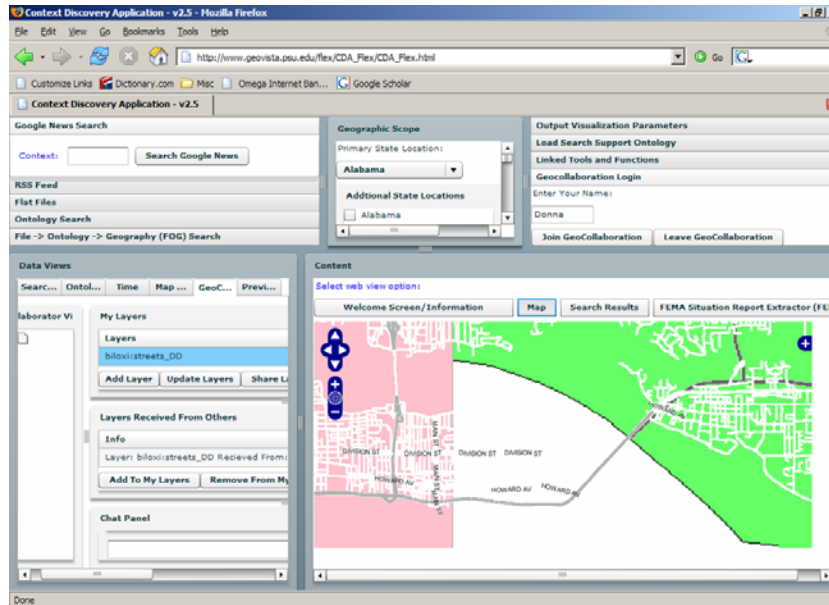 Context Discovery Application - v2.5 - Mozilla Firefox
File Edit View Go Bookmarks Tools Help
http://www.geovista.psu.edu/flex/CDA_Flex/CDA_Flex.html
Go
Customize Links Dictionary.com Misc Omega Internet Ban... Google Scholar
Context Discovery Application - v2.5
Google News Search
Context:
Search Google News
RSS Feed
Flat Files
Ontology Search
File -> Ontology -> Geography (FOG) Search
Geographic Scope
Primary State Location:
Alabama
Addtional State Locations
Alabama
Output Visualization Parameters
Load Search Support Ontology
Linked Tools and Functions
Geocollaboration Login
Enter Your Name:
Donna
Join GeoCollaboration Leave GeoCollaboration
Data Views
Searc... Ontol... Time Map ... GeoC... Previ...
llaborator Vi
My Layers
Layers
biloxi:streets_DD
Add Layer Update Layers Share La
Layers Received From Others
Info
Layer: biloxi:streets_DD Recieved From:
Add To My Layers Remove From My
Chat Panel
Content
Select web view option:
Welcome Screen/Information Map Search Results FEMA Situation Report Extractor (FE
HOWARD AV
MAIN ST
DIVISION ST DIVISION ST DIVISION ST DIVISION ST
MAIN ST
HOWARD AV HOWARD AV HOWARD AV
Done